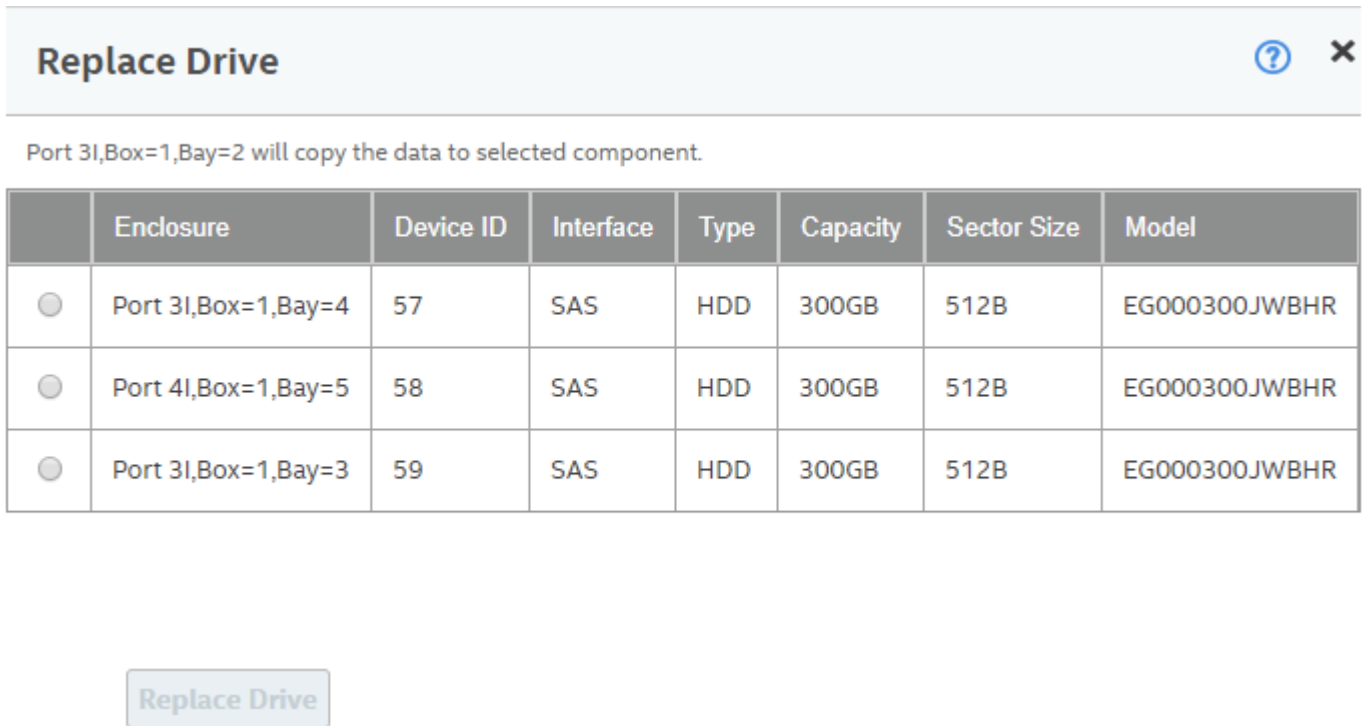 Replace Drive ? ×
Port 3I,Box=1,Bay=2 will copy the data to selected component.
Enclosure Device ID Interface Type Capacity Sector Size Model
Port 3I,Box=1,Bay=4 57 SAS HDD 300GB 512B EG000300JWBHR
Port 4I,Box=1,Bay=5 58 SAS HDD 300GB 512B EG000300JWBHR
Port 3I,Box=1,Bay=3 59 SAS HDD 300GB 512B EG000300JWBHR
Replace Drive